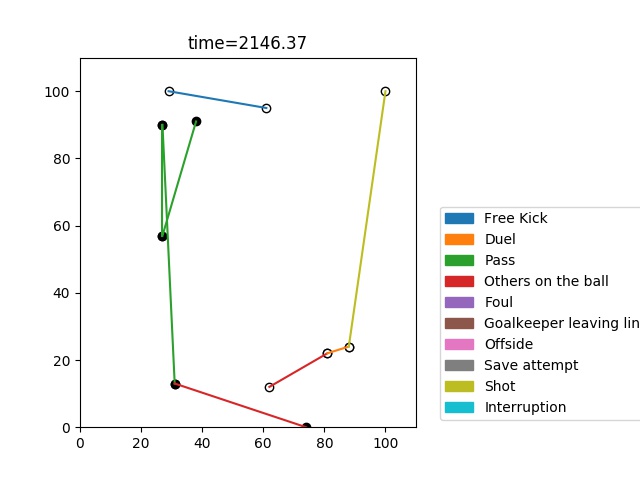 time=2146.37
100
80
60
40
20
0
0 20 40 60 80 100
Free Kick
Duel
Pass
Others on the ball
Foul
Goalkeeper leaving lin
Offside
Save attempt
Shot
Interruption